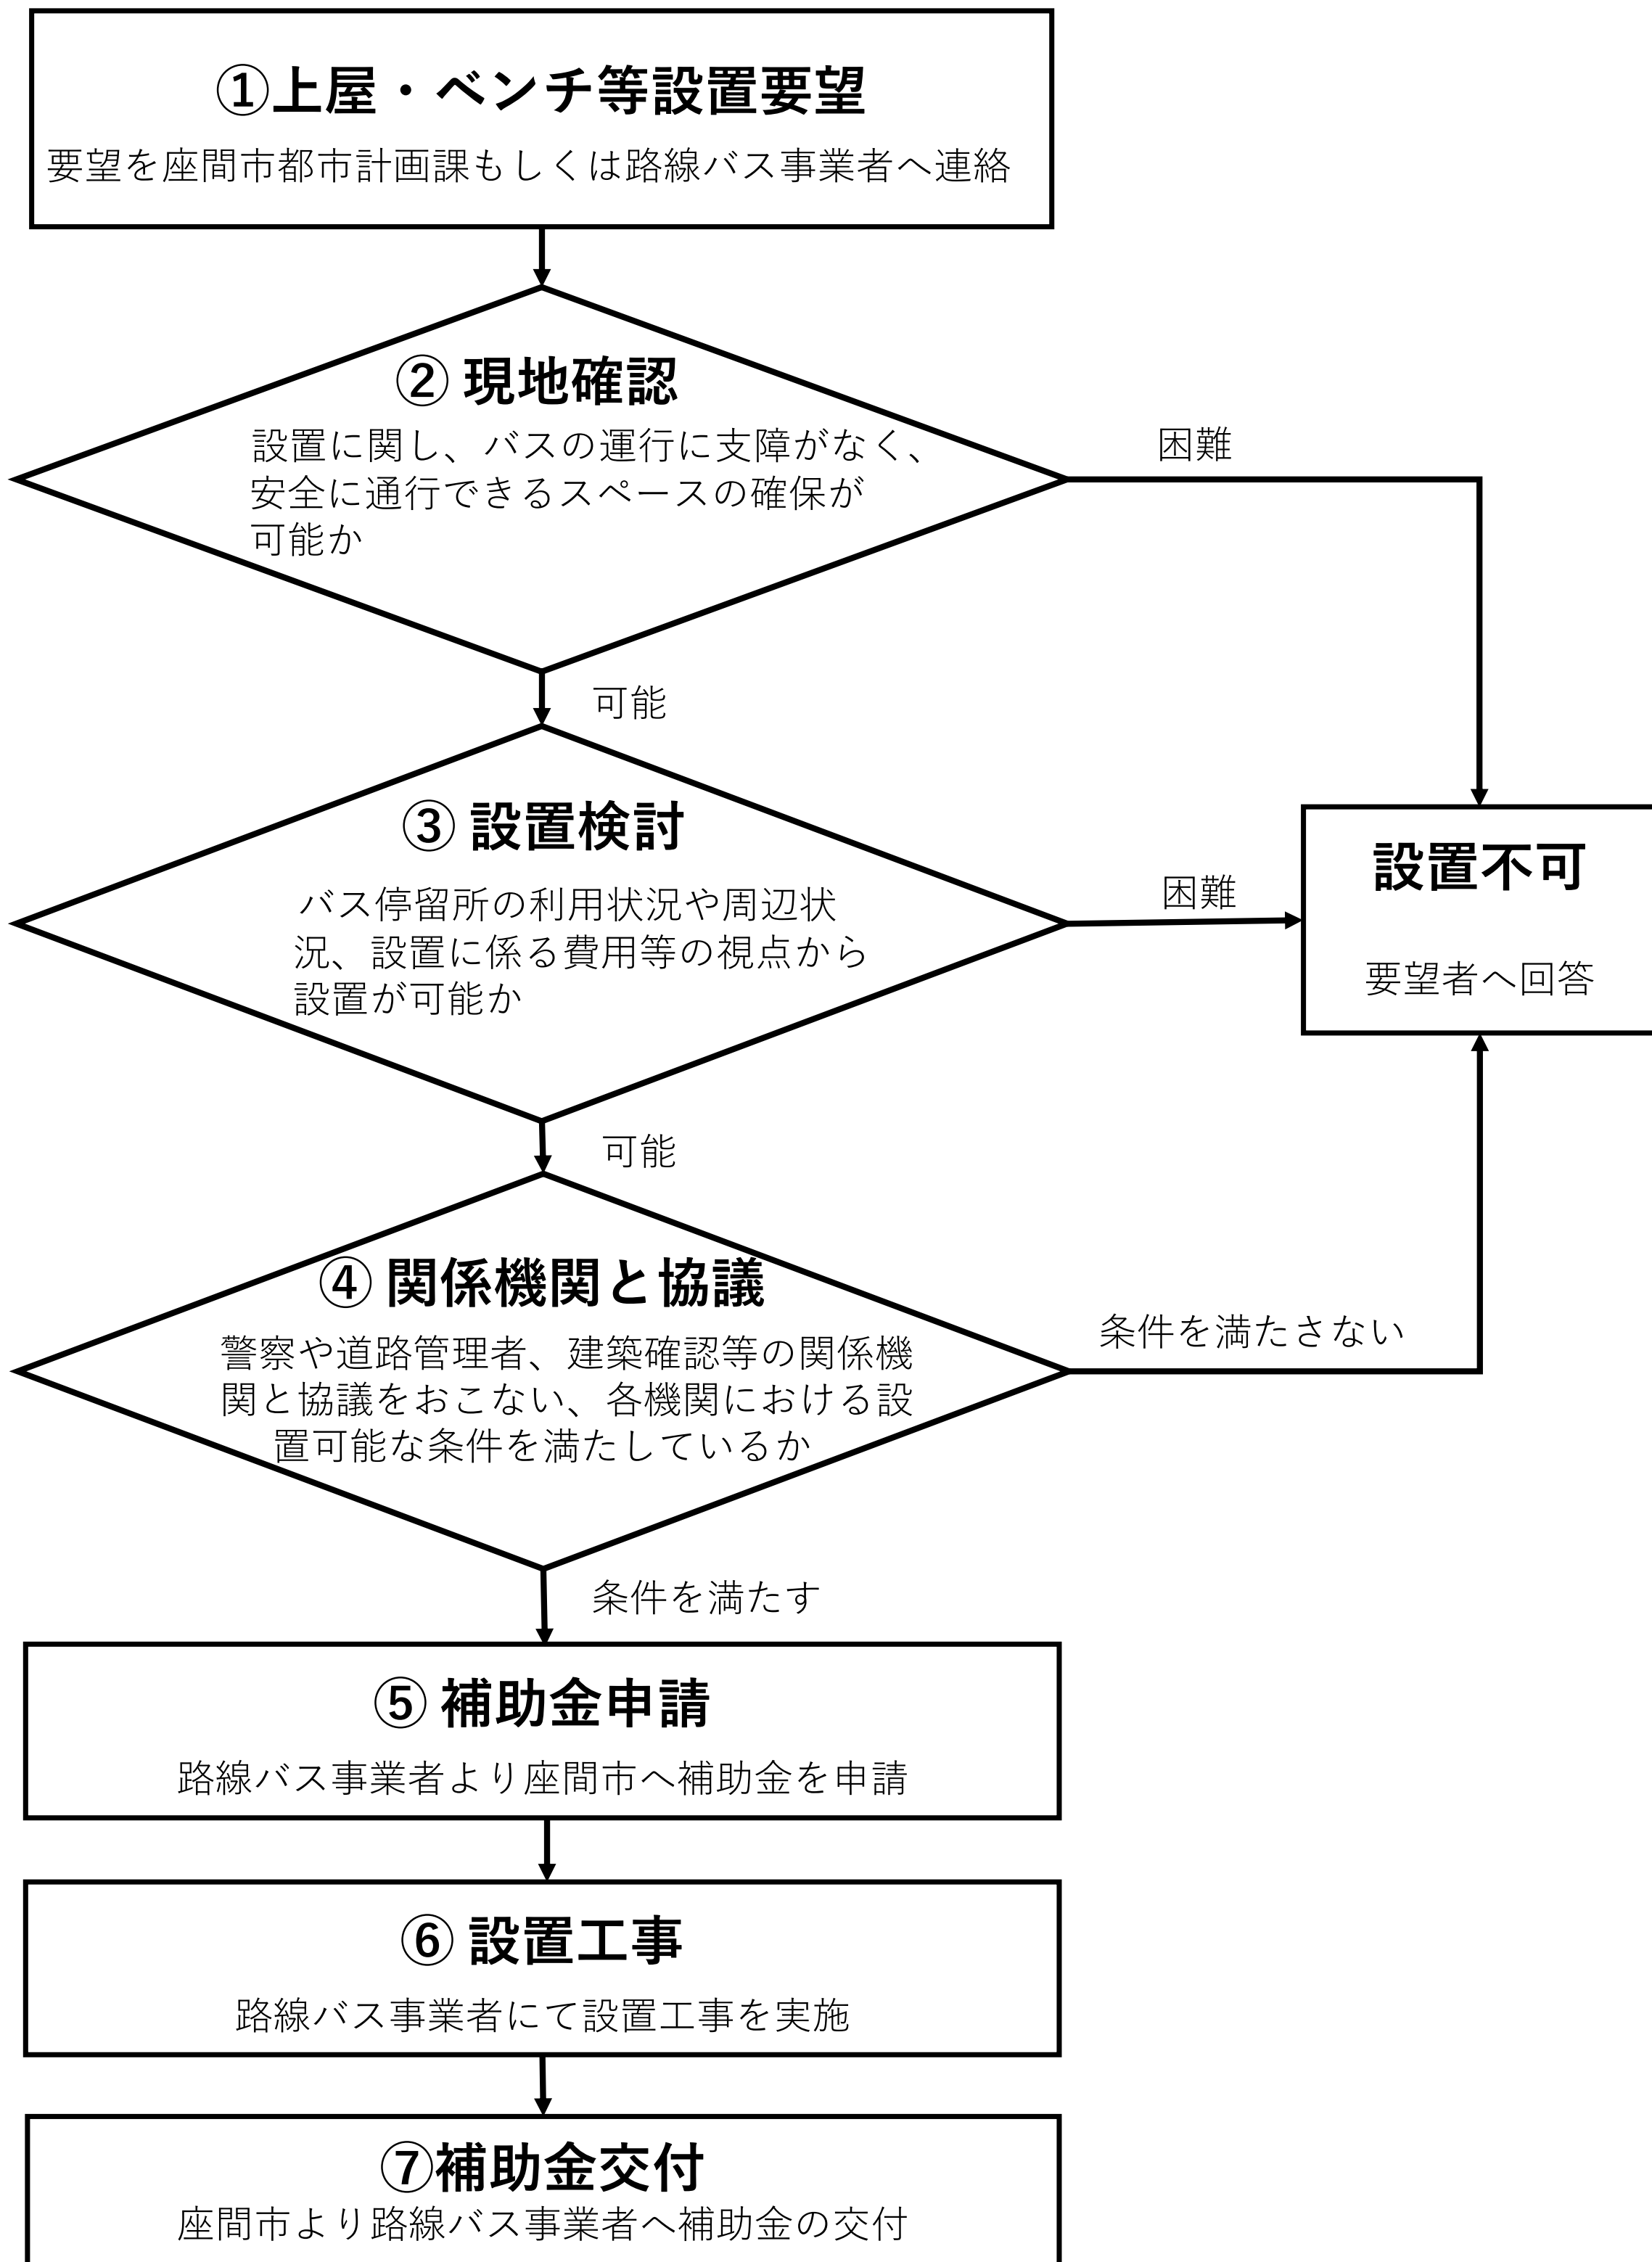 ①上屋・ベンチ等設置要望
要望を座間市都市計画課もしくは路線バス事業者へ連絡
② 現地確認
設置に関し、バスの運行に支障がなく、
安全に通行できるスペースの確保が
可能か
困難
可能
③ 設置検討
バス停留所の利用状況や周辺状
況、設置に係る費用等の視点から
設置が可能か
困難
設置不可
要望者へ回答
可能
④ 関係機関と協議
警察や道路管理者、建築確認等の関係機
関と協議をおこない、各機関における設
置可能な条件を満たしているか
条件を満たさない
条件を満たす
⑤ 補助金申請
路線バス事業者より座間市へ補助金を申請
⑥ 設置工事
路線バス事業者にて設置工事を実施
⑦補助金交付
座間市より路線バス事業者へ補助金の交付